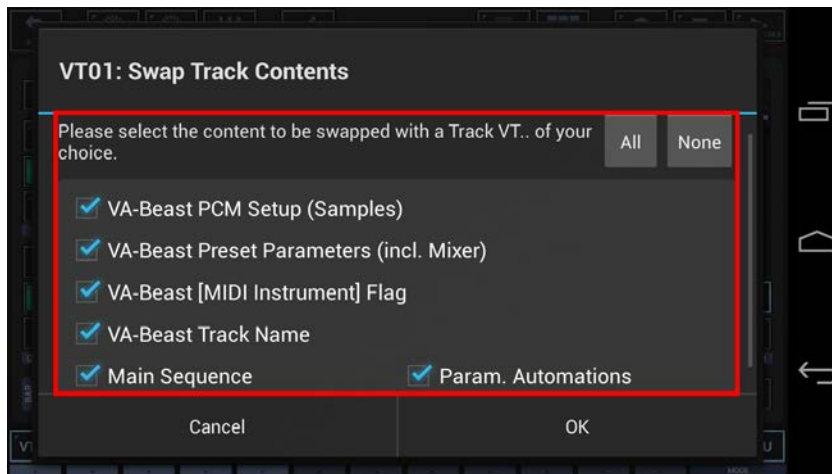 VT01: Swap Track Contents
Please select the content to be swapped with a Track VT.. of your
choice.
All
None
VA-Beast PCM Setup (Samples)
VA-Beast Preset Parameters (incl. Mixer)
VA-Beast [MIDI Instrument] Flag
VA-Beast Track Name
Main Sequence
Param. Automations
Cancel
OK